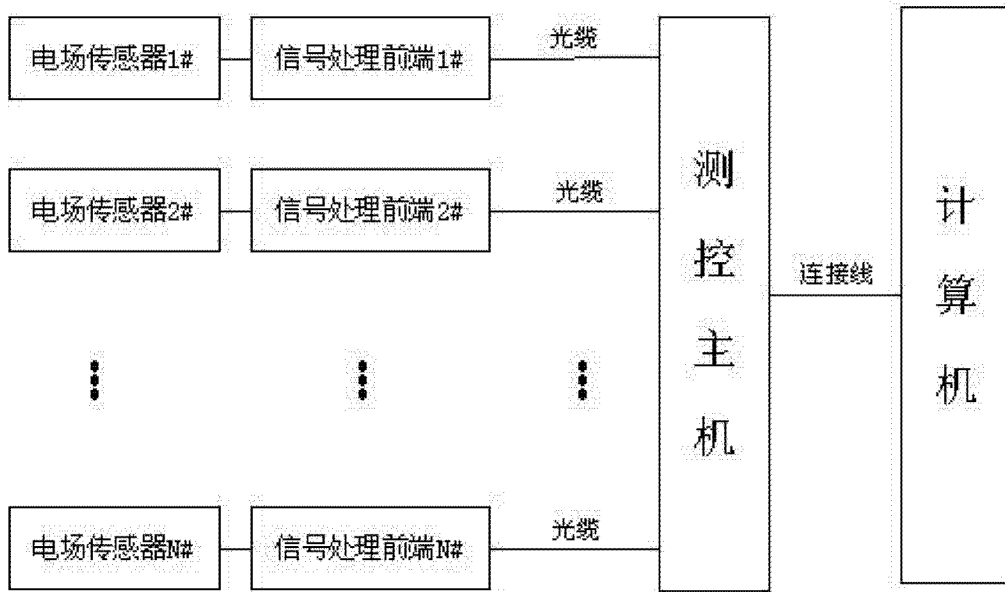 电场传感器1#
信号处理前端1#
光缆
电场传感器2#
信号处理前端2#
光缆
测控主机
连接线
计算机
电场传感器N#
信号处理前端N#
光缆